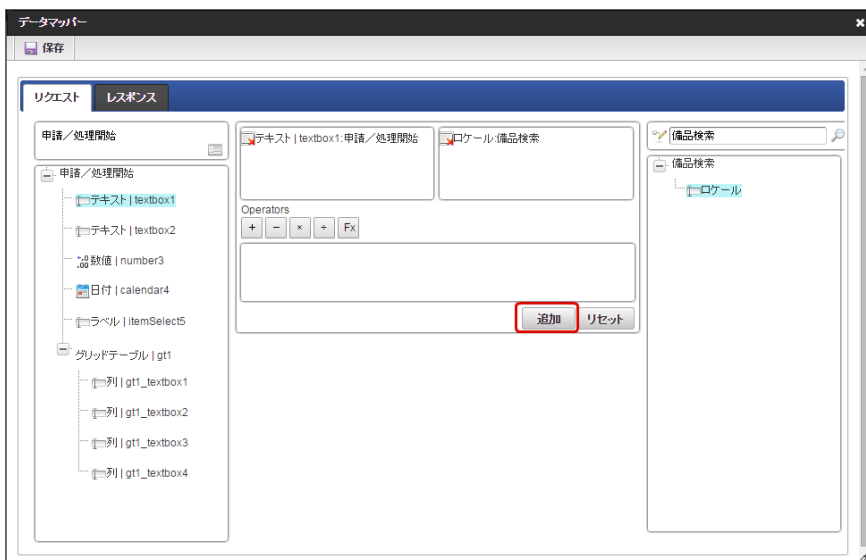 データマッパー
保存
リクエスト
レスポンス
申請／処理開始
申請／処理開始
テキスト | textbox1
テキスト | textbox2
数値 | number3
日付 | calendar4
ラベル | itemSelect5
グリッドテーブル | gt1
列 | gt1_textbox1
列 | gt1_textbox2
列 | gt1_textbox3
列 | gt1_textbox4
テキスト | textbox1:申請／処理開始
ロケール:備品検索
Operators
+ − × ÷ Fx
追加
リセット
備品検索
備品検索
ロケール